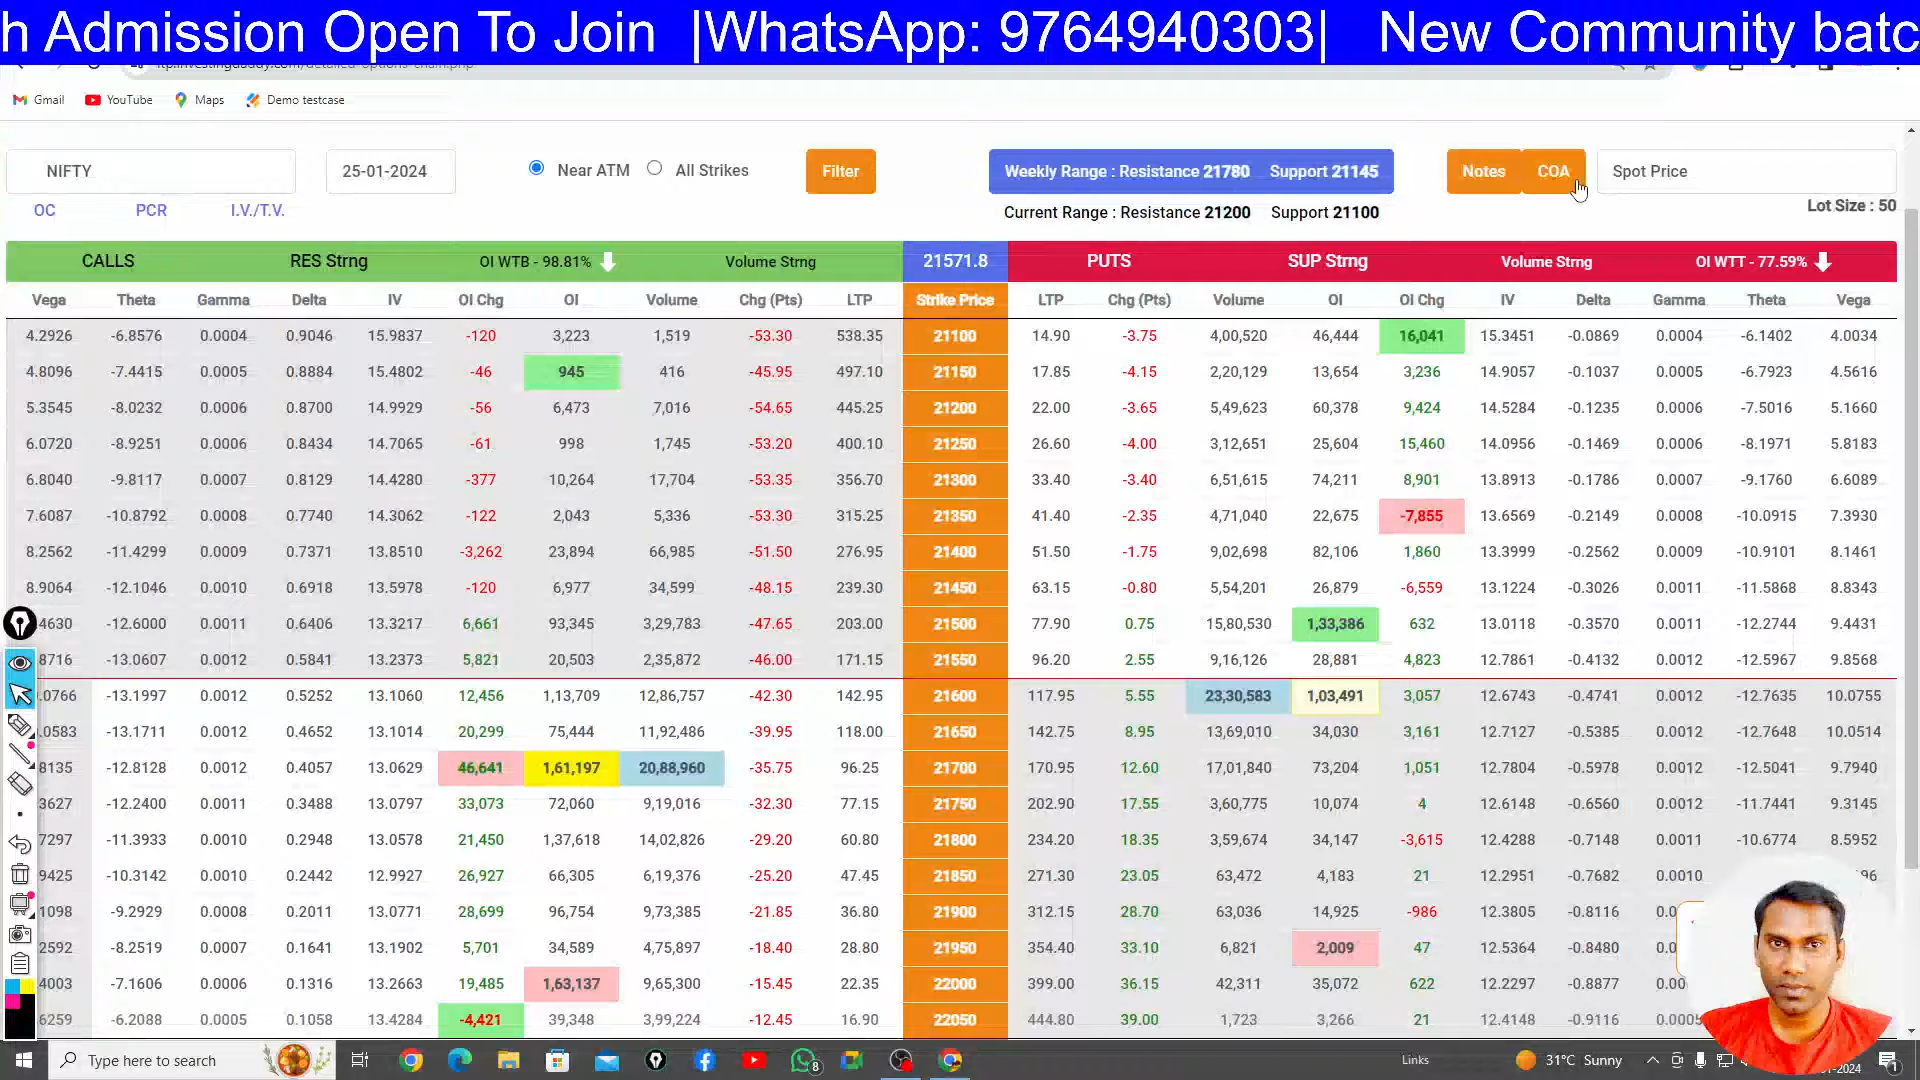 h Admission Open To Join |WhatsApp: 9764940303| New Community batc
ltp.investingdaddy.com/detailed-options-chain.php
Gmail YouTube Maps Demo testcase
NIFTY 25-01-2024 Near ATM All Strikes Filter Weekly Range : Resistance 21780 Support 21145 Notes COA Spot Price
OC PCR I.V./T.V. Current Range : Resistance 21200 Support 21100 Lot Size : 50
CALLS RES Strng OI WTB - 98.81% Volume Strng 21571.8 PUTS SUP Strng Volume Strng OI WTT - 77.59%
Vega Theta Gamma Delta IV OI Chg OI Volume Chg (Pts) LTP Strike Price LTP Chg (Pts) Volume OI OI Chg IV Delta Gamma Theta Vega
4.2926 -6.8576 0.0004 0.9046 15.9837 -120 3,223 1,519 -53.30 538.35 21100 14.90 -3.75 4,00,520 46,444 16,041 15.3451 -0.0869 0.0004 -6.1402 4.0034
4.8096 -7.4415 0.0005 0.8884 15.4802 -46 945 416 -45.95 497.10 21150 17.85 -4.15 2,20,129 13,654 3,236 14.9057 -0.1037 0.0005 -6.7923 4.5616
5.3545 -8.0232 0.0006 0.8700 14.9929 -56 6,473 7,016 -54.65 445.25 21200 22.00 -3.65 5,49,623 60,378 9,424 14.5284 -0.1235 0.0006 -7.5016 5.1660
6.0720 -8.9251 0.0006 0.8434 14.7065 -61 998 1,745 -53.20 400.10 21250 26.60 -4.00 3,12,651 25,604 15,460 14.0956 -0.1469 0.0006 -8.1971 5.8183
6.8040 -9.8117 0.0007 0.8129 14.4280 -377 10,264 17,704 -53.35 356.70 21300 33.40 -3.40 6,51,615 74,211 8,901 13.8913 -0.1786 0.0007 -9.1760 6.6089
7.6087 -10.8792 0.0008 0.7740 14.3062 -122 2,043 5,336 -53.30 315.25 21350 41.40 -2.35 4,71,040 22,675 -7,855 13.6569 -0.2149 0.0008 -10.0915 7.3930
8.2562 -11.4299 0.0009 0.7371 13.8510 -3,262 23,894 66,985 -51.50 276.95 21400 51.50 -1.75 9,02,698 82,106 1,860 13.3999 -0.2562 0.0009 -10.9101 8.1461
8.9064 -12.1046 0.0010 0.6918 13.5978 -120 6,977 34,599 -48.15 239.30 21450 63.15 -0.80 5,54,201 26,879 -6,559 13.1224 -0.3026 0.0011 -11.5868 8.8343
4630 -12.6000 0.0011 0.6406 13.3217 6,661 93,345 3,29,783 -47.65 203.00 21500 77.90 0.75 15,80,530 1,33,386 632 13.0118 -0.3570 0.0011 -12.2744 9.4431
8716 -13.0607 0.0012 0.5841 13.2373 5,821 20,503 2,35,872 -46.00 171.15 21550 96.20 2.55 9,16,126 28,881 4,823 12.7861 -0.4132 0.0012 -12.5967 9.8568
.0766 -13.1997 0.0012 0.5252 13.1060 12,456 1,13,709 12,86,757 -42.30 142.95 21600 117.95 5.55 23,30,583 1,03,491 3,057 12.6743 -0.4741 0.0012 -12.7635 10.0755
.0583 -13.1711 0.0012 0.4652 13.1014 20,299 75,444 11,92,486 -39.95 118.00 21650 142.75 8.95 13,69,010 34,030 3,161 12.7127 -0.5385 0.0012 -12.7648 10.0514
8135 -12.8128 0.0012 0.4057 13.0629 46,641 1,61,197 20,88,960 -35.75 96.25 21700 170.95 12.60 17,01,840 73,204 1,051 12.7804 -0.5978 0.0012 -12.5041 9.7940
3627 -12.2400 0.0011 0.3488 13.0797 33,073 72,060 9,19,016 -32.30 77.15 21750 202.90 17.55 3,60,775 10,074 4 12.6148 -0.6560 0.0012 -11.7441 9.3145
7297 -11.3933 0.0010 0.2948 13.0578 21,450 1,37,618 14,02,826 -29.20 60.80 21800 234.20 18.35 3,59,674 34,147 -3,615 12.4288 -0.7148 0.0011 -10.6774 8.5952
9425 -10.3142 0.0010 0.2442 12.9927 26,927 66,305 6,19,376 -25.20 47.45 21850 271.30 23.05 63,472 4,183 21 12.2951 -0.7682 0.0010 96
1098 -9.2929 0.0008 0.2011 13.0771 28,699 96,754 9,73,385 -21.85 36.80 21900 312.15 28.70 63,036 14,925 -986 12.3805 -0.8116 0.00
2592 -8.2519 0.0007 0.1641 13.1902 5,701 34,589 4,75,897 -18.40 28.80 21950 354.40 33.10 6,821 2,009 47 12.5364 -0.8480 0.0
4003 -7.1606 0.0006 0.1316 13.2663 19,485 1,63,137 9,65,300 -15.45 22.35 22000 399.00 36.15 42,311 35,072 622 12.2297 -0.8877 0.00
6259 -6.2088 0.0005 0.1058 13.4284 -4,421 39,348 3,99,224 -12.45 16.90 22050 444.80 39.00 1,723 3,266 21 12.4148 -0.9116 0.0005
Type here to search 8 Links 31°C Sunny 1
-2024